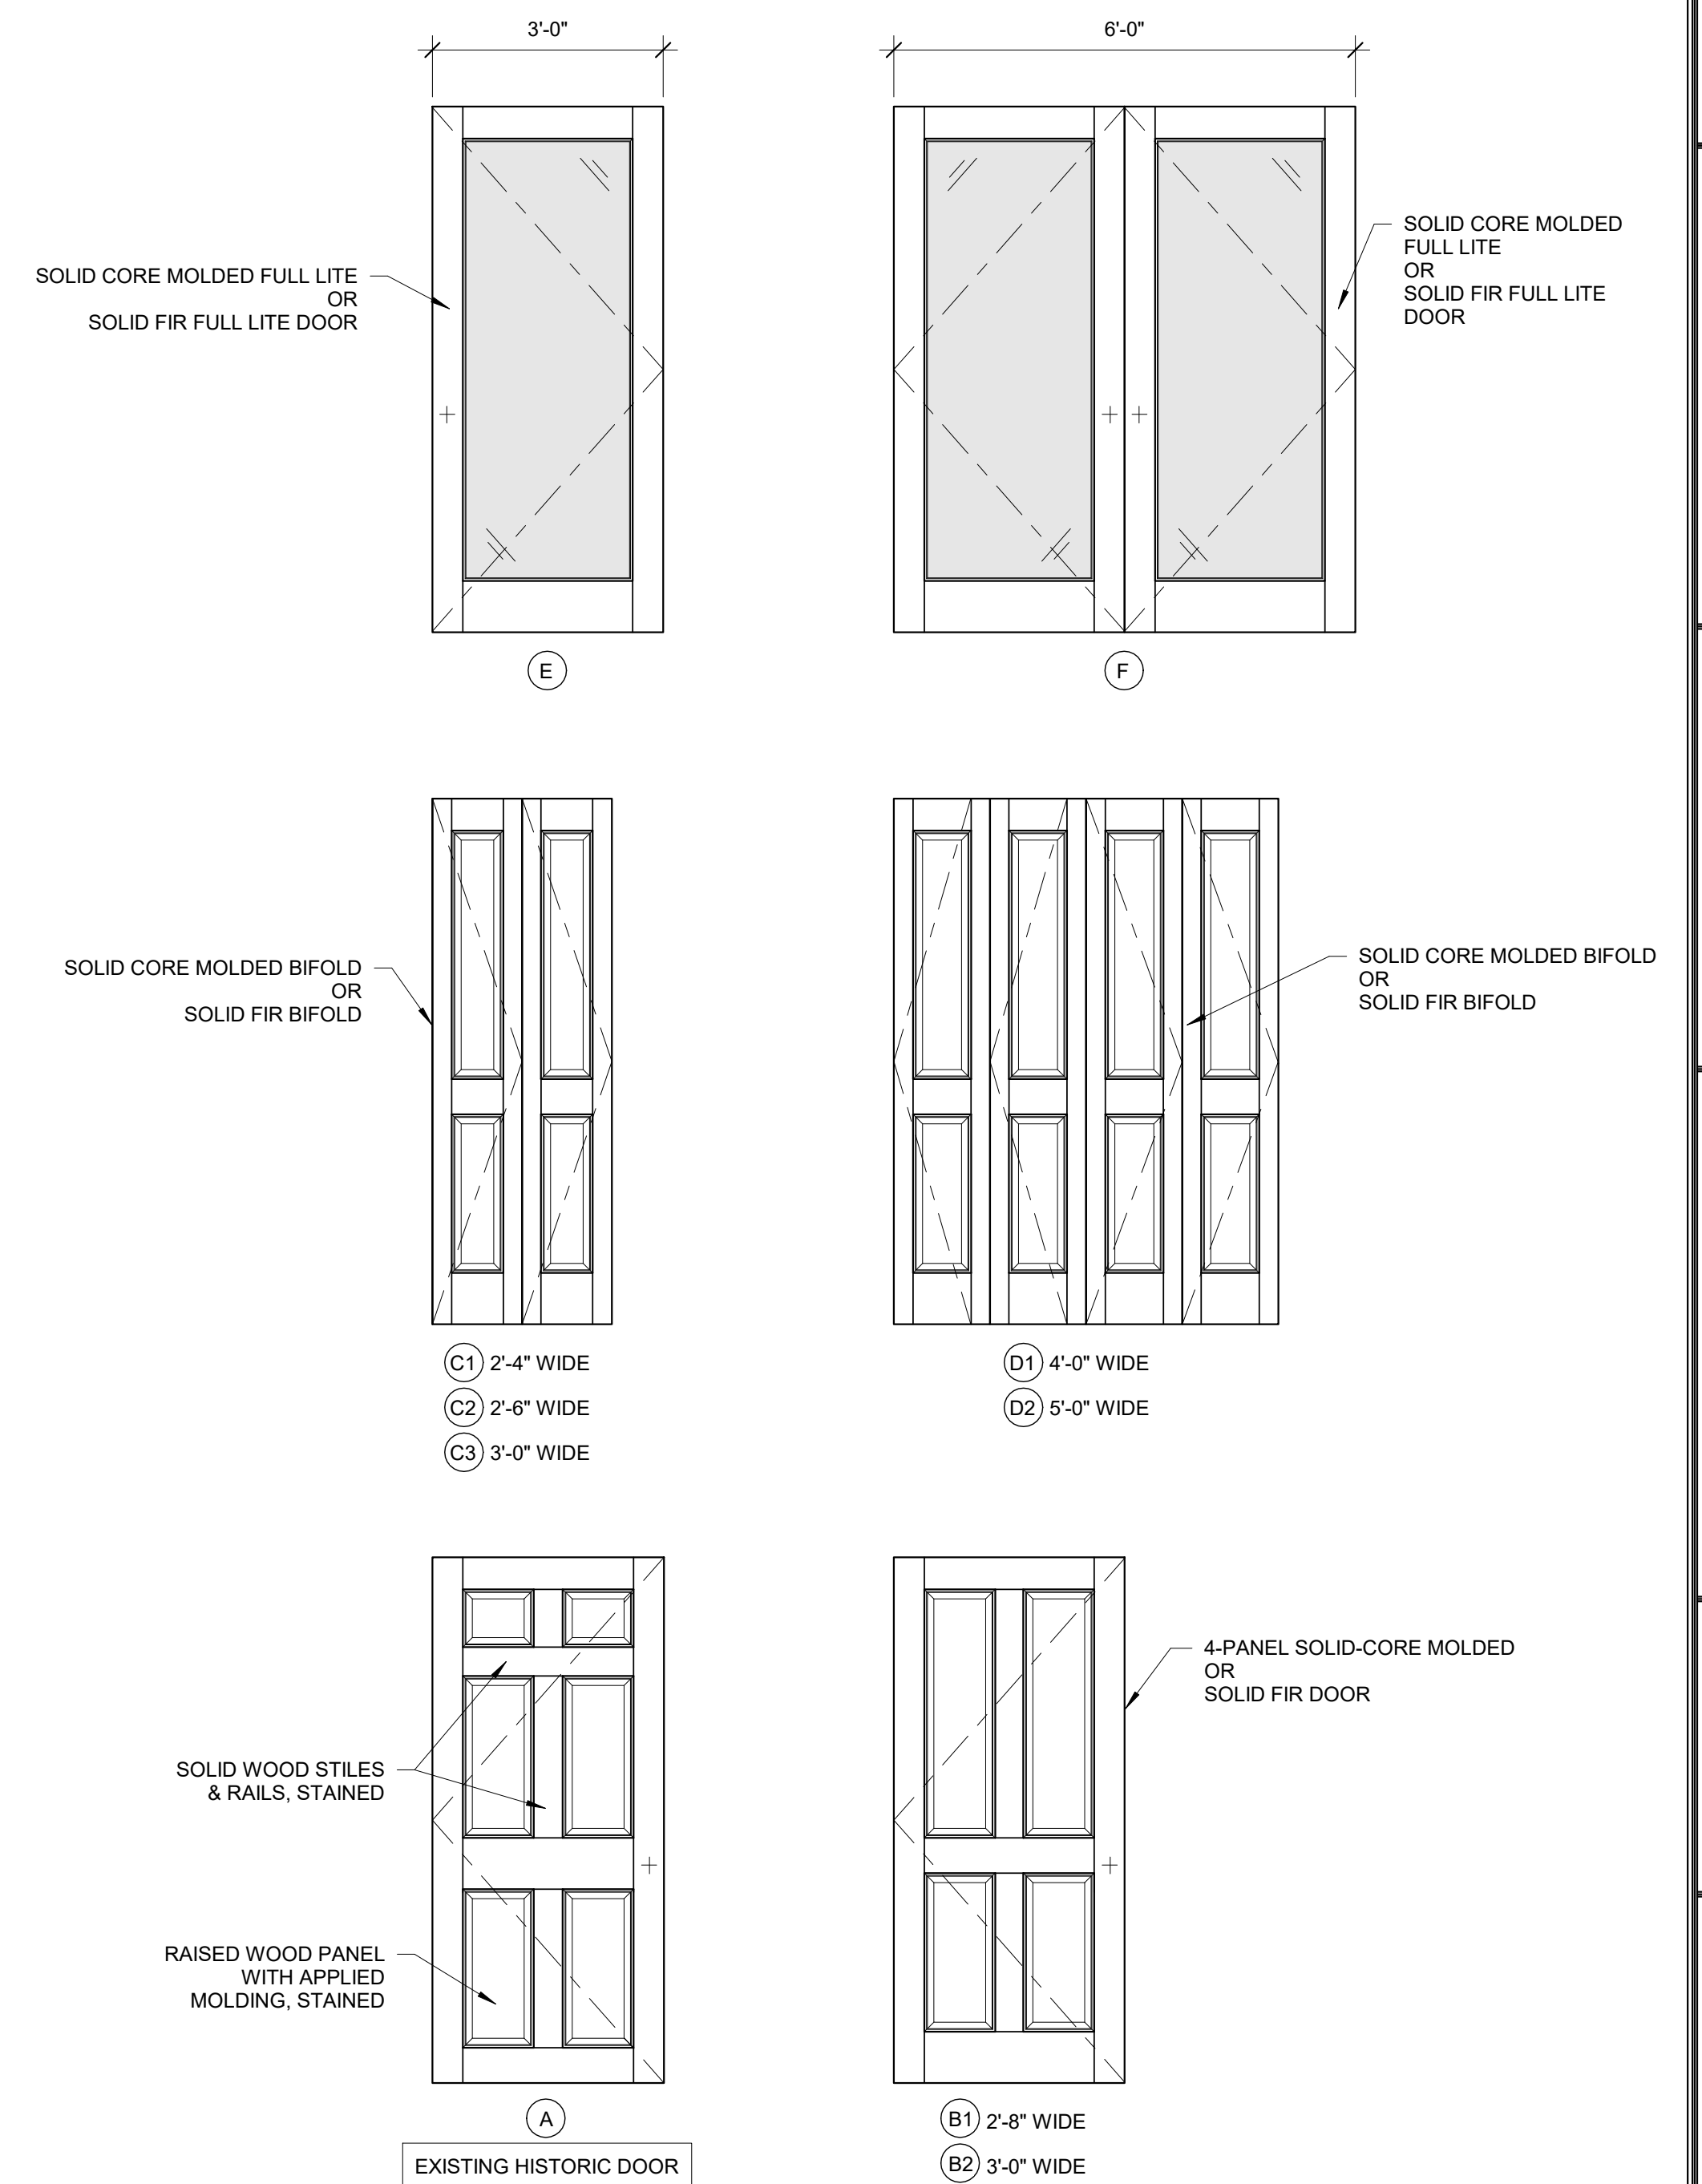 3'-0"
6'-0"
SOLID CORE MOLDED FULL LITE
OR
SOLID FIR FULL LITE DOOR
SOLID CORE MOLDED
FULL LITE
OR
SOLID FIR FULL LITE
DOOR
E
F
SOLID CORE MOLDED BIFOLD
OR
SOLID FIR BIFOLD
SOLID CORE MOLDED BIFOLD
OR
SOLID FIR BIFOLD
C1 2'-4" WIDE
C2 2'-6" WIDE
C3 3'-0" WIDE
D1 4'-0" WIDE
D2 5'-0" WIDE
4-PANEL SOLID-CORE MOLDED
OR
SOLID FIR DOOR
SOLID WOOD STILES
& RAILS, STAINED
RAISED WOOD PANEL
WITH APPLIED
MOLDING, STAINED
A
EXISTING HISTORIC DOOR
B1 2'-8" WIDE
B2 3'-0" WIDE